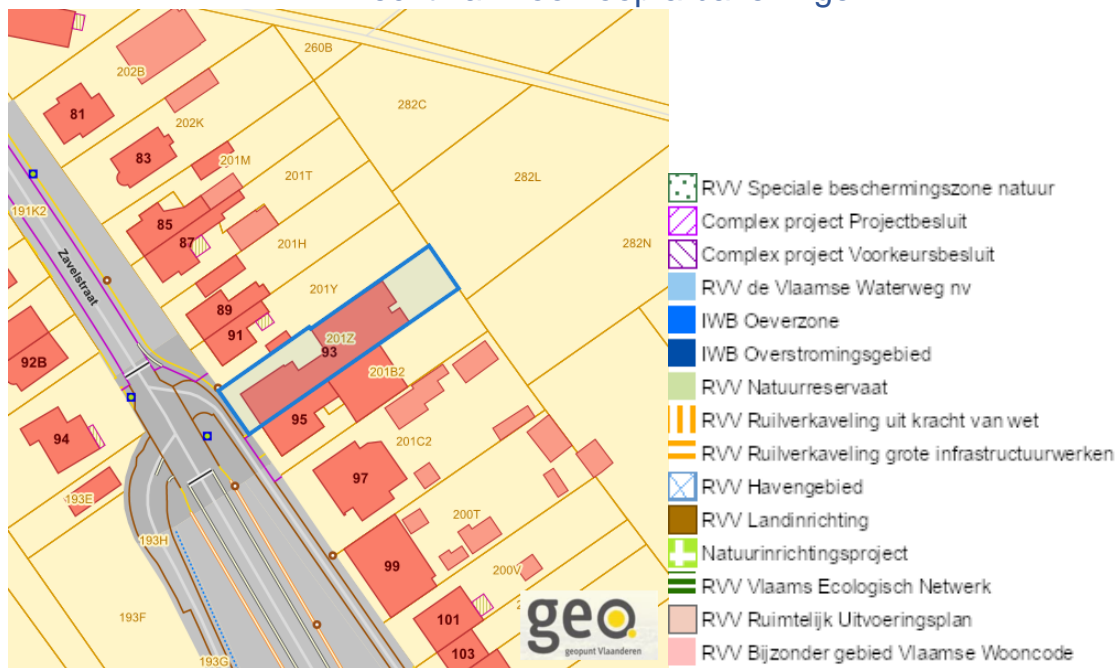 260B
202B
282C
81
202K
83
201M
201T
282L
191K2
85
87
201H
282N
Zavelstraat
201Y
89
91
201Z
93
92B
201B2
95
94
201C2
97
193E
200T
193H
99
200V
193F
101
103
193G
geo.
geopunt Vlaanderen
RVV Speciale beschermingszone natuur
Complex project Projectbesluit
Complex project Voorkeursbesluit
RVV de Vlaamse Waterweg nv
IWB Oeverzone
IWB Overstromingsgebied
RVV Natuurreservaat
RVV Ruilverkaveling uit kracht van wet
RVV Ruilverkaveling grote infrastructuurwerken
RVV Havengebied
RVV Landinrichting
Natuurinrichtingsproject
RVV Vlaams Ecologisch Netwerk
RVV Ruimtelijk Uitvoeringsplan
RVV Bijzonder gebied Vlaamse Wooncode